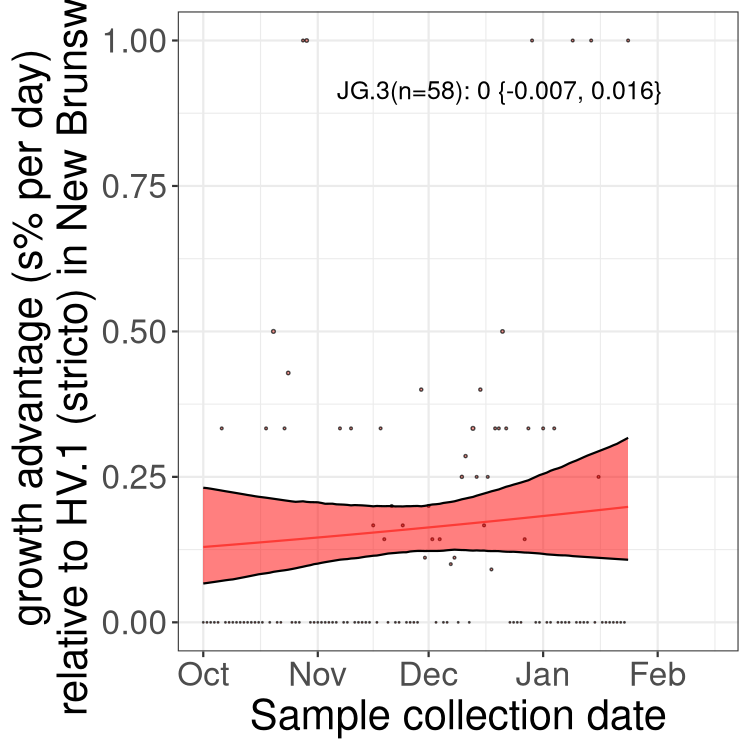 growth advantage (s% per day)
relative to HV.1 (stricto) in New Brunsw
1.00
0.75
0.50
0.25
0.00
JG.3(n=58): 0 {-0.007, 0.016}
Oct Nov Dec Jan Feb
Sample collection date